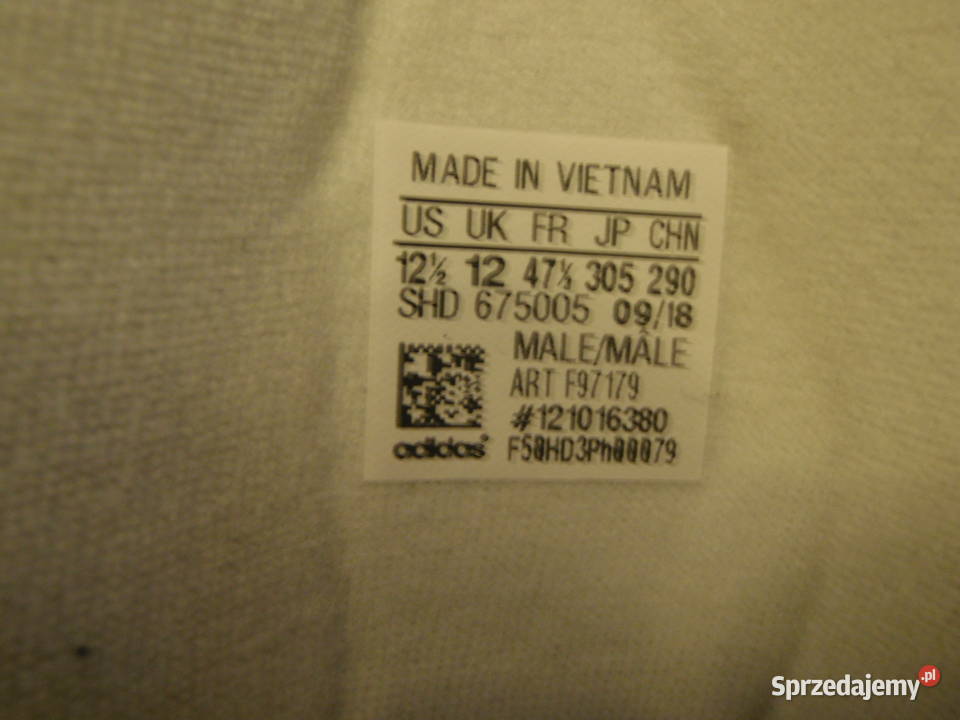 MADE IN VIETNAM
US UK FR JP CHN
12½ 12 47⅓ 305 290
SHD 675005 09/18
MALE/MÂLE
ART F97179
#121016380
adidas® F50HD3Ph00079
Sprzedajemy.pl